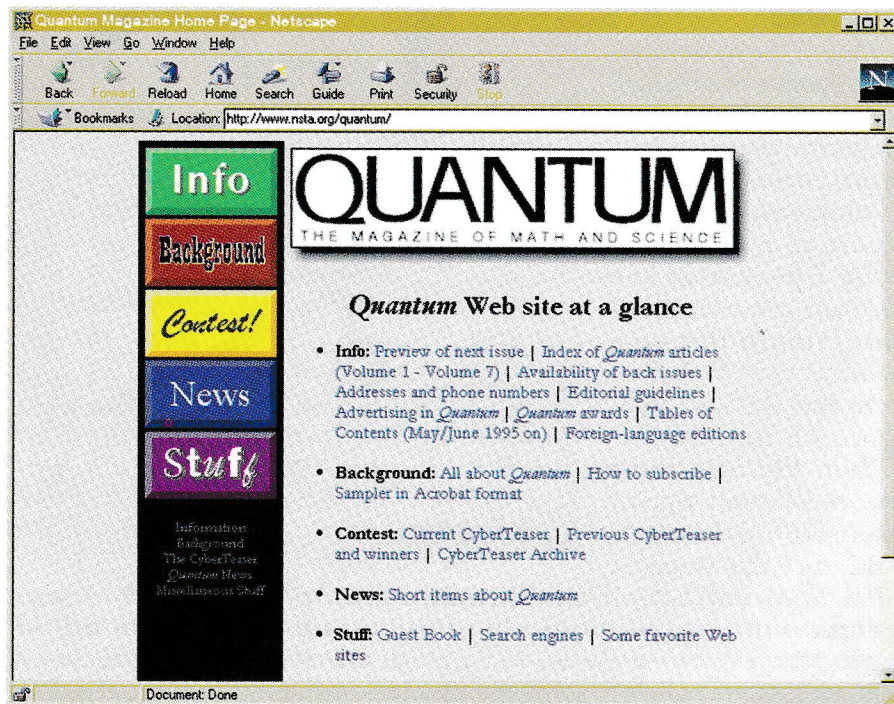 Quantum Magazine Home Page - Netscape
File Edit View Go Window Help
Back Forward Reload Home Search Guide Print Security Stop
N
Bookmarks Location: http://www.nsta.org/quantum/
Info
Background
Contest!
News
Stuff
Information
Background
The CyberTeaser
Quantum News
Miscellaneous Stuff
QUANTUM
THE MAGAZINE OF MATH AND SCIENCE
Quantum Web site at a glance
• Info: Preview of next issue | Index of Quantum articles
(Volume 1 - Volume 7) | Availability of back issues |
Addresses and phone numbers | Editorial guidelines |
Advertising in Quantum | Quantum awards | Tables of
Contents (May/June 1995 on) | Foreign-language editions
• Background: All about Quantum | How to subscribe |
Sampler in Acrobat format
• Contest: Current CyberTeaser | Previous CyberTeaser
and winners | CyberTeaser Archive
• News: Short items about Quantum
• Stuff: Guest Book | Search engines | Some favorite Web
sites
Document: Done